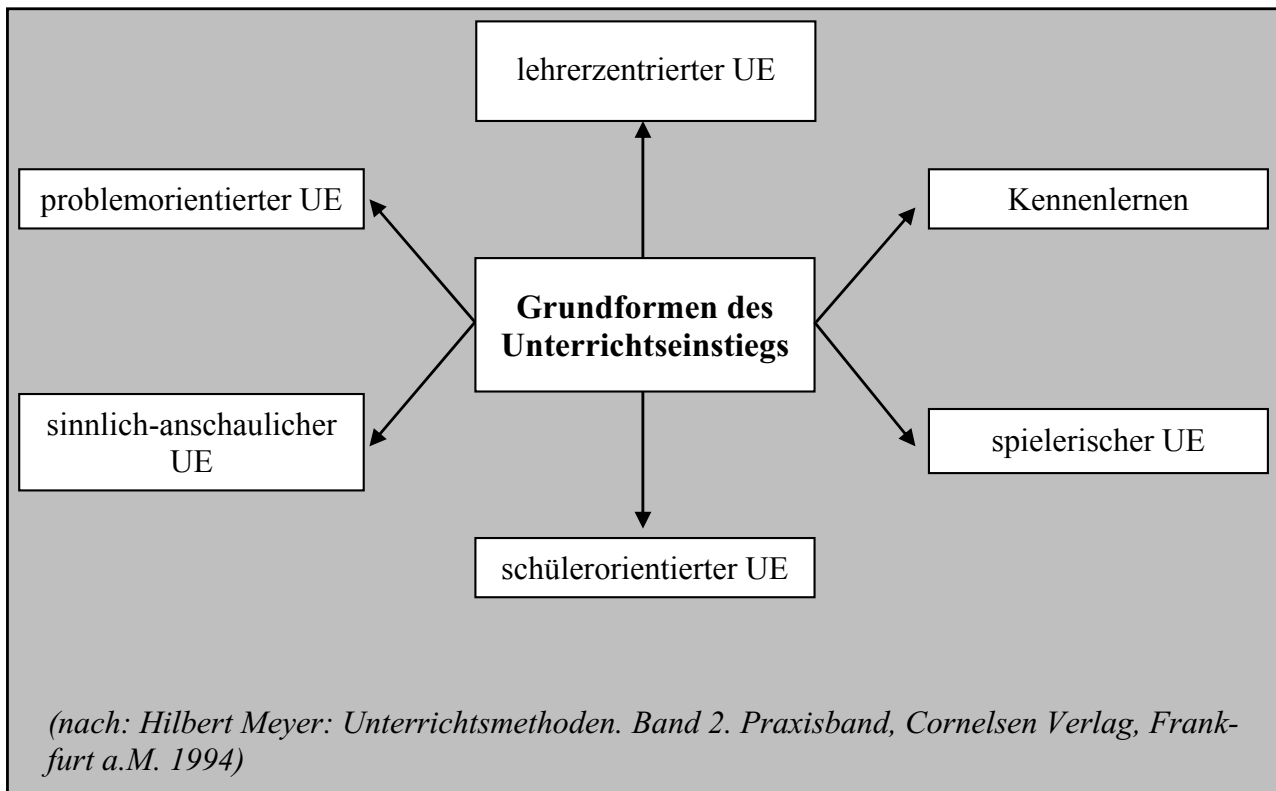 lehrerzentrierter UE
problemorientierter UE
Kennenlernen
Grundformen des
Unterrichtseinstiegs
sinnlich-anschaulicher
UE
spielerischer UE
schülerorientierter UE
(nach: Hilbert Meyer: Unterrichtsmethoden. Band 2. Praxisband, Cornelsen Verlag, Frank-
furt a.M. 1994)